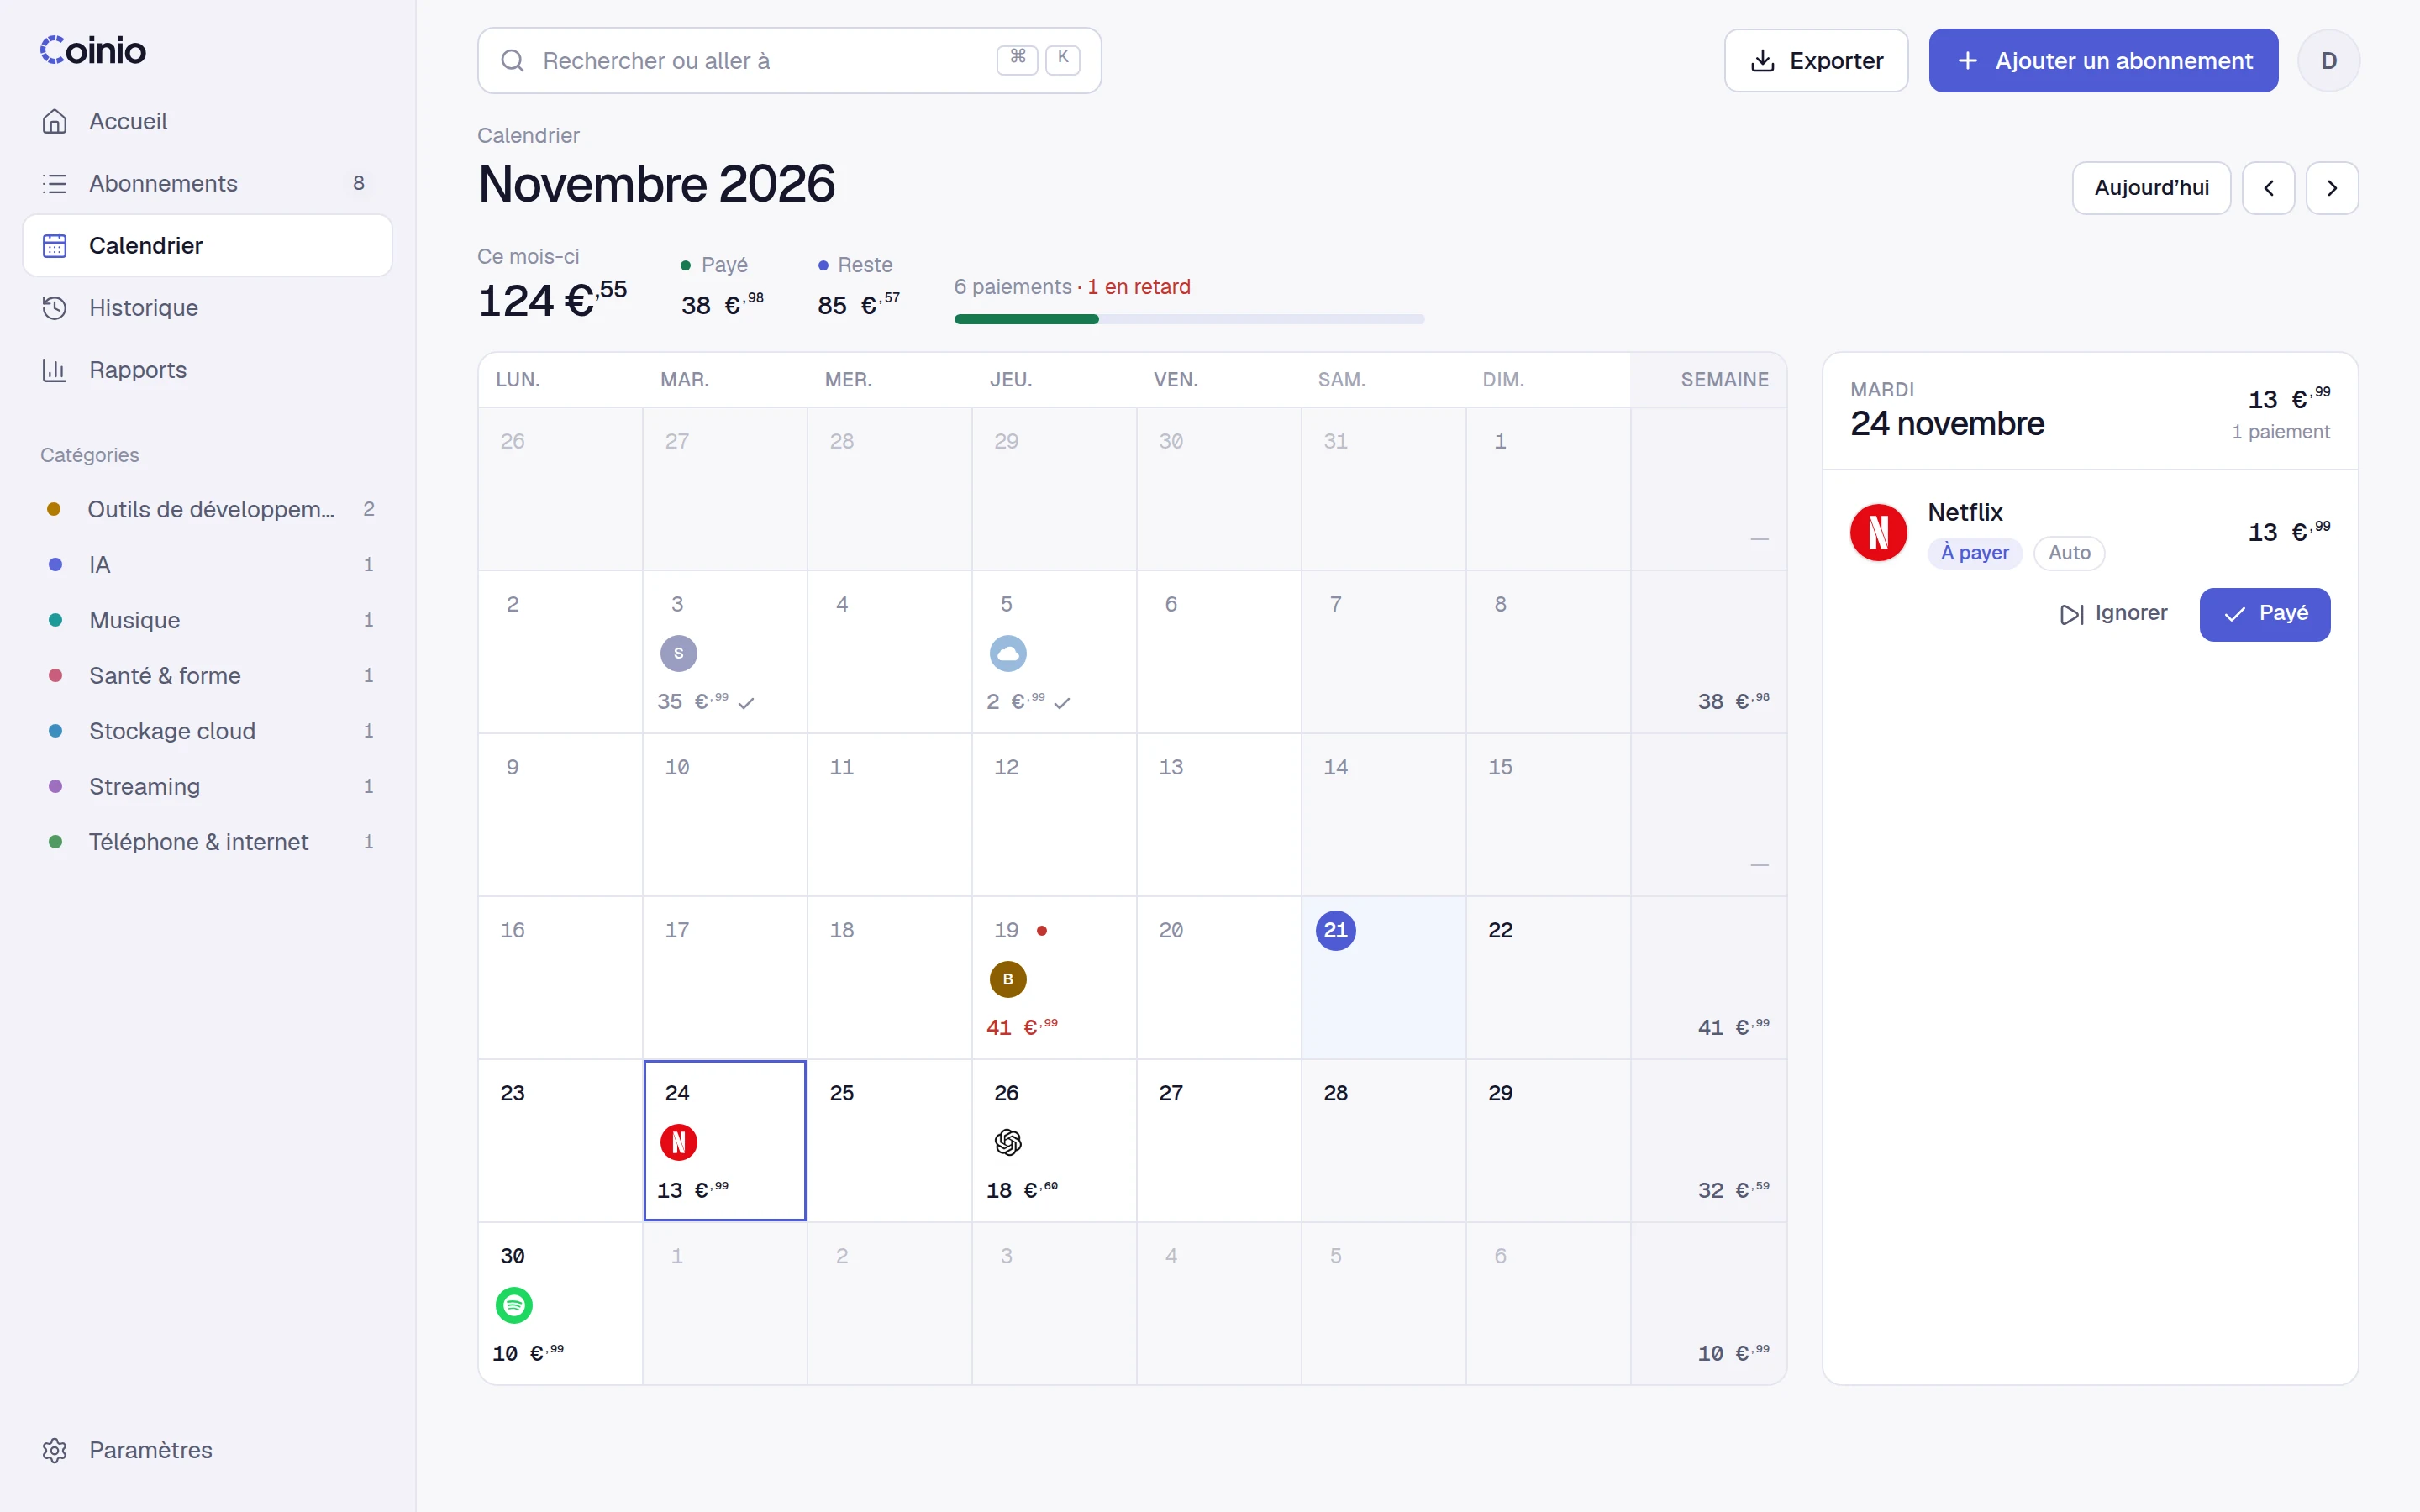 Coinio
Accueil
Abonnements 8
Calendrier
Historique
Rapports
Catégories
Outils de développem... 2
IA 1
Musique 1
Santé & forme 1
Stockage cloud 1
Streaming 1
Téléphone & internet 1
Paramètres
Rechercher ou aller à ⌘ K
Exporter
Ajouter un abonnement
D
Calendrier
Novembre 2026
Aujourd’hui
Ce mois-ci
124 €,55
Payé
38 €,98
Reste
85 €,57
6 paiements · 1 en retard
LUN. MAR. MER. JEU. VEN. SAM. DIM. SEMAINE
26 27 28 29 30 31 1
—
2 3 4 5 6 7 8
S
35 €,99 2 €,99 38 €,98
9 10 11 12 13 14 15
—
16 17 18 19 20 21 22
B
41 €,99 41 €,99
23 24 25 26 27 28 29
N
13 €,99 18 €,60 32 €,59
30 1 2 3 4 5 6
10 €,99 10 €,99
MARDI
24 novembre
13 €,99
1 paiement
N
Netflix
À payer Auto
13 €,99
Ignorer
Payé